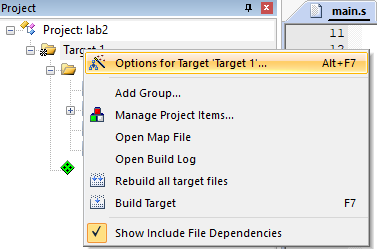 Project
main.s
Project: lab2
11
Target 1
12
Options for Target 'Target 1'... Alt+F7
Add Group...
Manage Project Items...
Open Map File
Open Build Log
Rebuild all target files
Build Target F7
Show Include File Dependencies